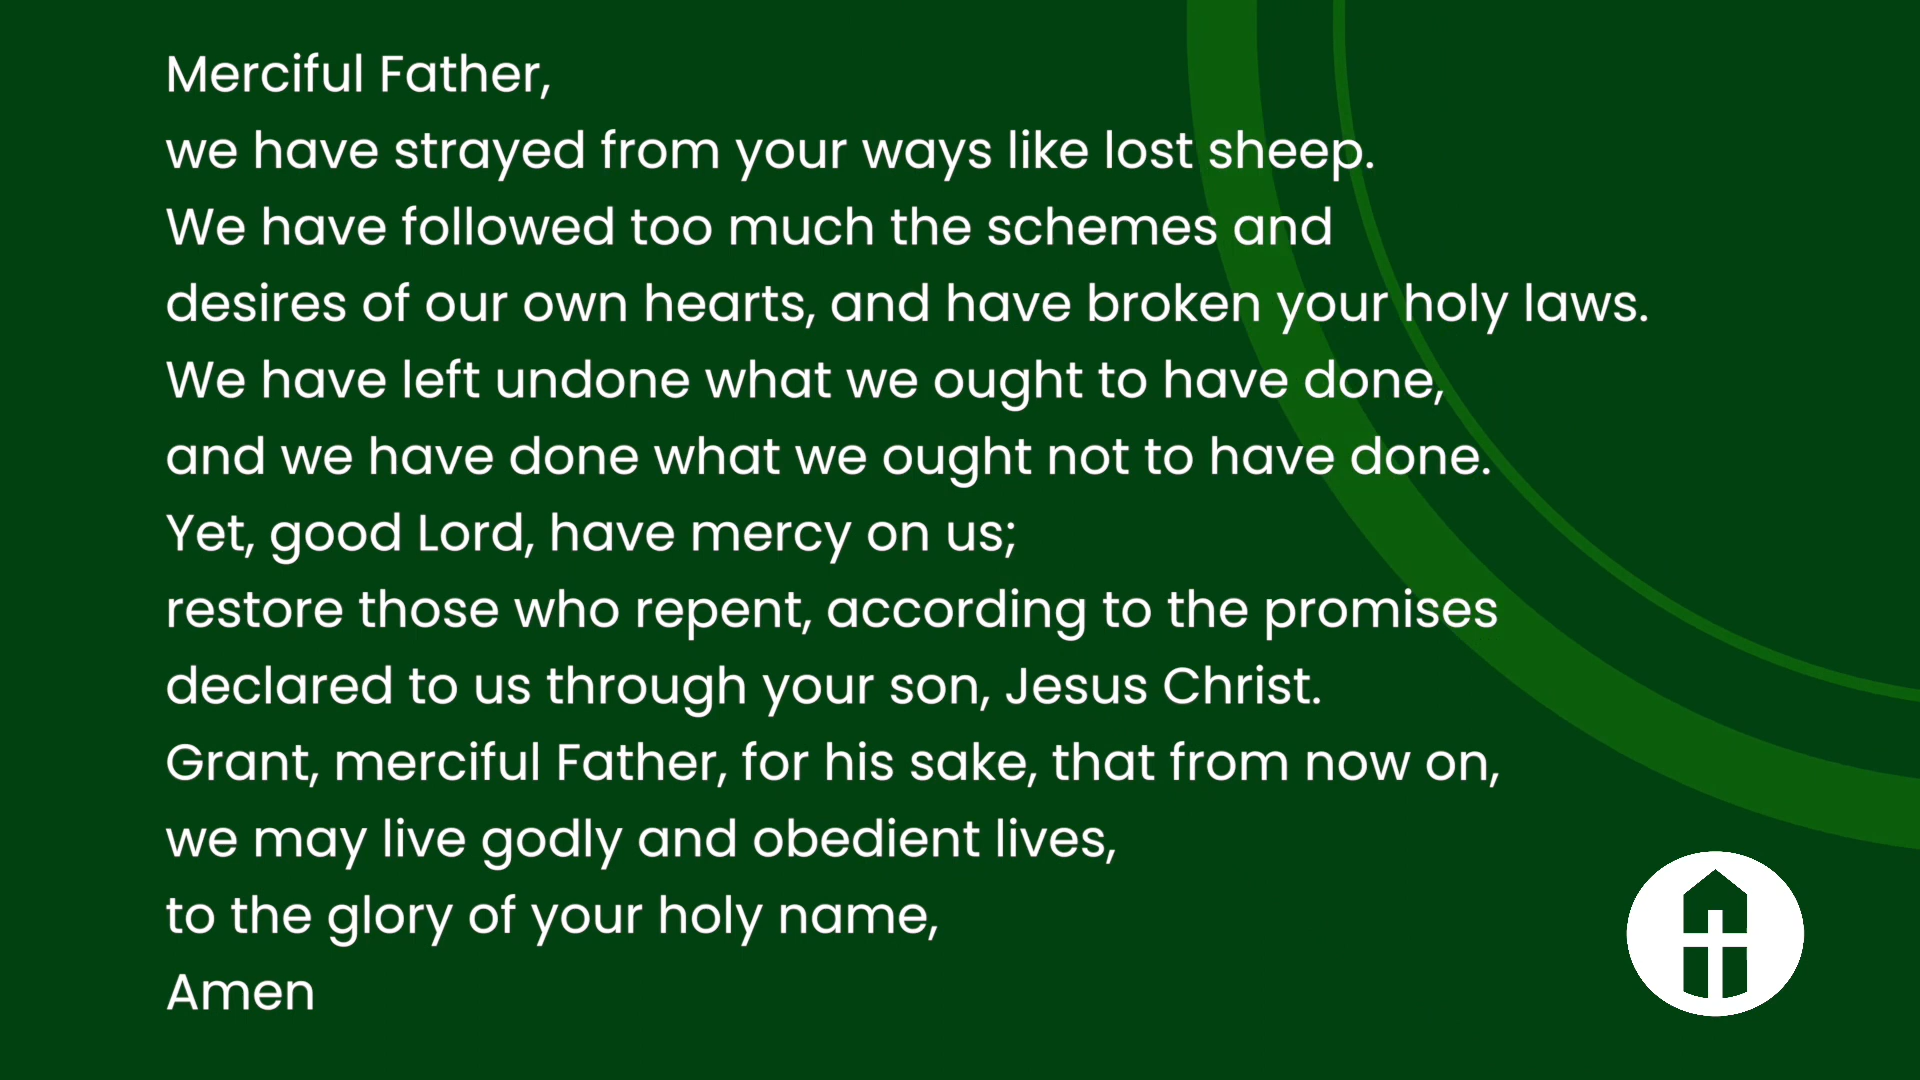 Merciful Father,
we have strayed from your ways like lost sheep.
We have followed too much the schemes and
desires of our own hearts, and have broken your holy laws.
We have left undone what we ought to have done,
and we have done what we ought not to have done.
Yet, good Lord, have mercy on us;
restore those who repent, according to the promises
declared to us through your son, Jesus Christ.
Grant, merciful Father, for his sake, that from now on,
we may live godly and obedient lives,
to the glory of your holy name,
Amen